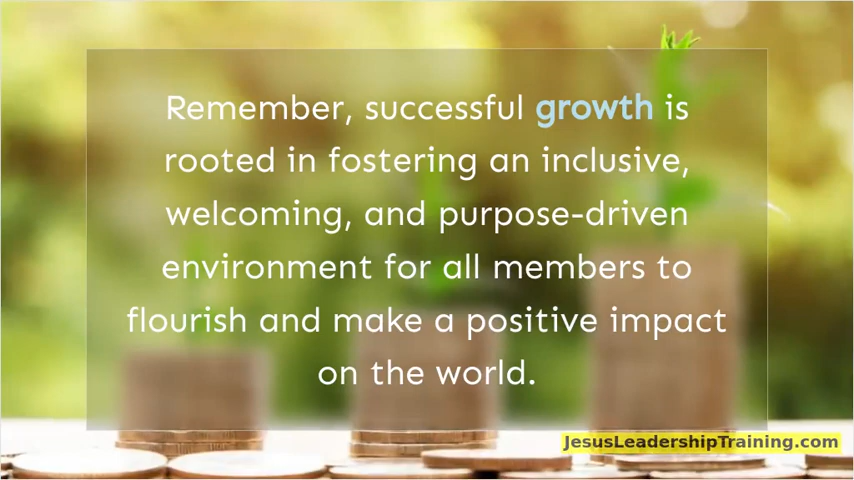 Remember, successful growth is
rooted in fostering an inclusive,
welcoming, and purpose-driven
environment for all members to
flourish and make a positive impact
on the world.
JesusLeadershipTraining.com